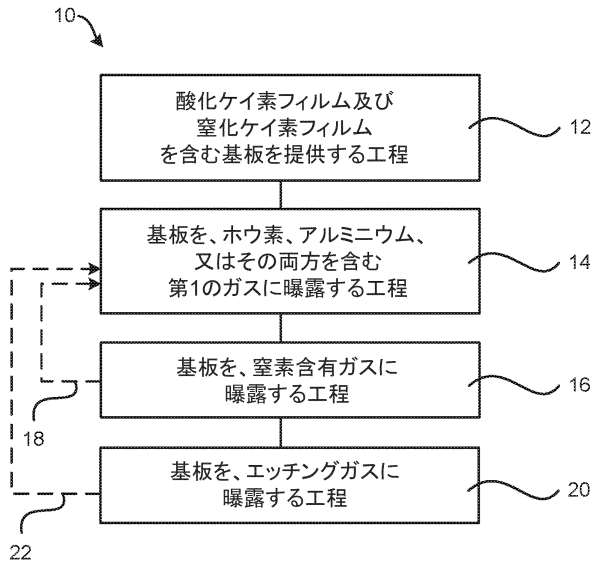 10
酸化ケイ素フィルム及び
窒化ケイ素フィルム
を含む基板を提供する工程
12
基板を、ホウ素、アルミニウム、
又はその両方を含む
第1のガスに曝露する工程
14
基板を、窒素含有ガスに
曝露する工程
16
18
基板を、エッチングガスに
曝露する工程
20
22